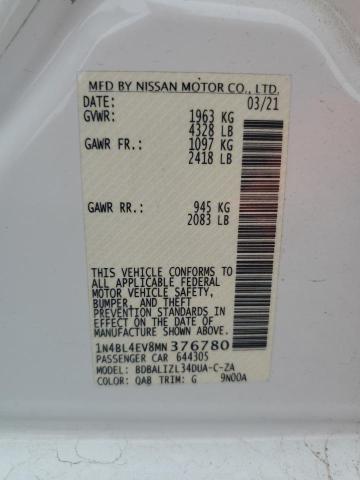 MFD BY NISSAN MOTOR CO., LTD.
DATE: 03/21
GVWR: 1963 KG
4328 LB
GAWR FR.: 1097 KG
2418 LB
GAWR RR.: 945 KG
2083 LB
THIS VEHICLE CONFORMS TO
ALL APPLICABLE FEDERAL
MOTOR VEHICLE SAFETY,
BUMPER, AND THEFT
PREVENTION STANDARDS
IN EFFECT ON THE DATE OF
MANUFACTURE SHOWN ABOVE.
1N4BL4EV8MN376780
PASSENGER CAR 644305
MODEL: BDBALIZL34DUA-C-ZA
COLOR: QAB TRIM: G 9N00A